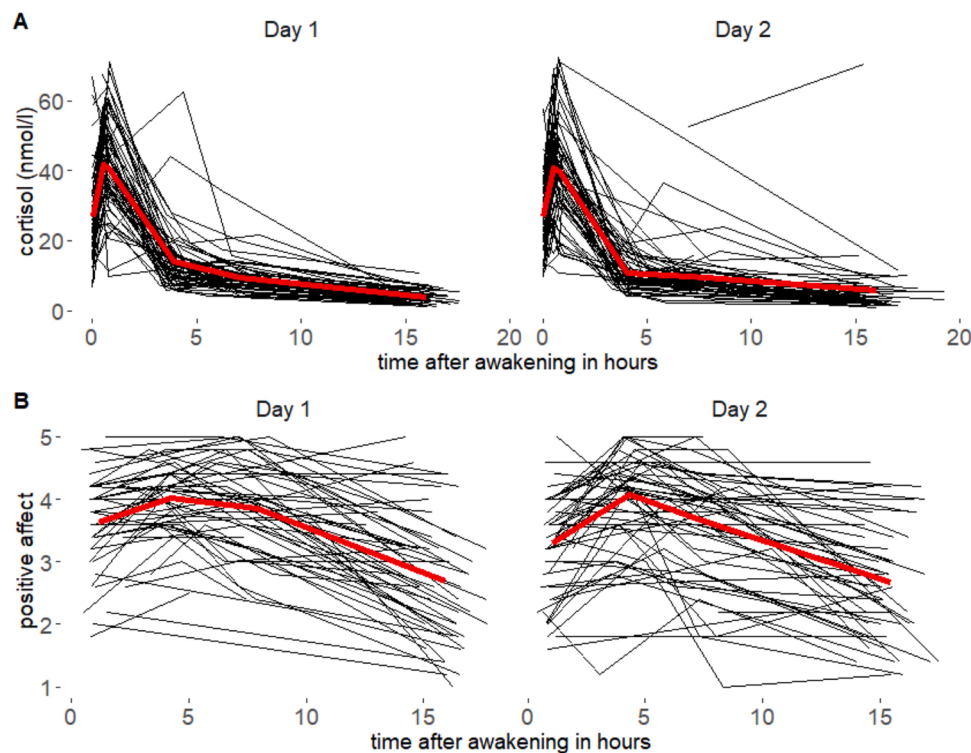 A
Day 1
Day 2
cortisol (nmol/l)
60
40
20
0
0 5 10 15 20 0 5 10 15 20
time after awakening in hours
B
Day 1
Day 2
positive affect
5
4
3
2
1
0 5 10 15 0 5 10 15
time after awakening in hours